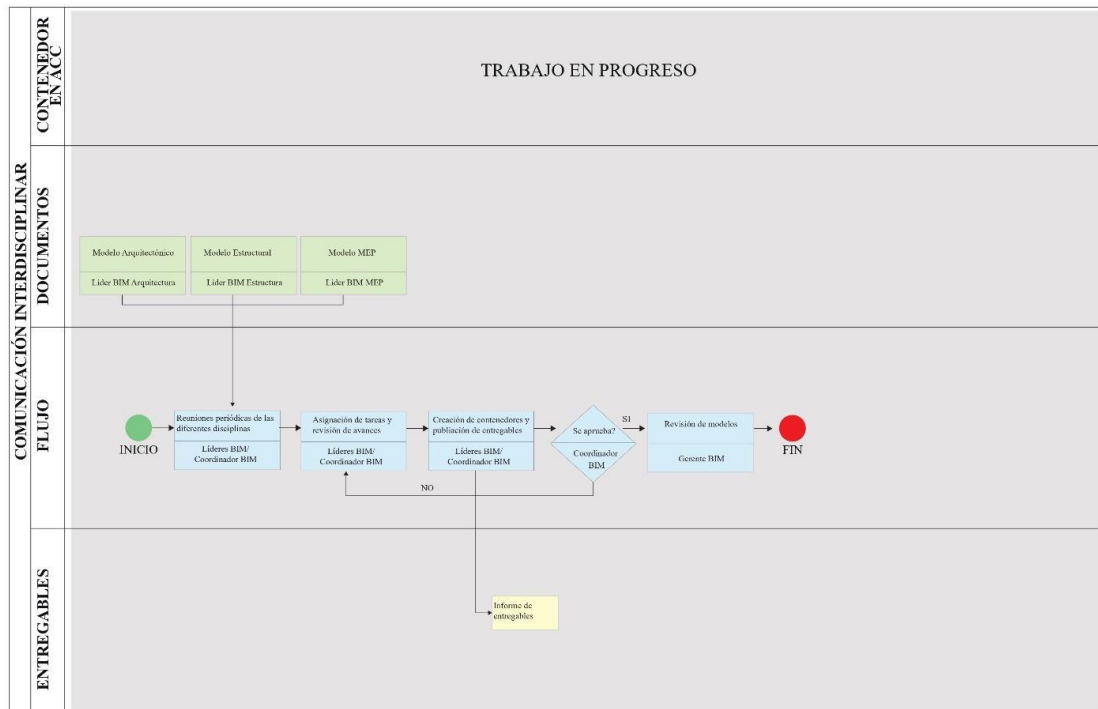 COMUNICACIÓN INTERDISCIPLINAR
CONTENEDOR
EN ACC
TRABAJO EN PROGRESO
DOCUMENTOS
Modelo Arquitectónico
Lider BIM Arquitectura
Modelo Estructural
Lider BIM Estructura
Modelo MEP
Lider BIM MEP
FLUJO
INICIO
Reuniones periódicas de las
diferentes disciplinas
Líderes BIM/
Coordinador BIM
Asignación de tareas y
revisión de avances
Líderes BIM/
Coordinador BIM
Creación de contenedores y
publiación de entregables
Líderes BIM/
Coordinador BIM
Se aprueba?
Coordinador
BIM
SI
NO
Revisión de modelos
Gerente BIM
FIN
ENTREGABLES
Informe de
entregables